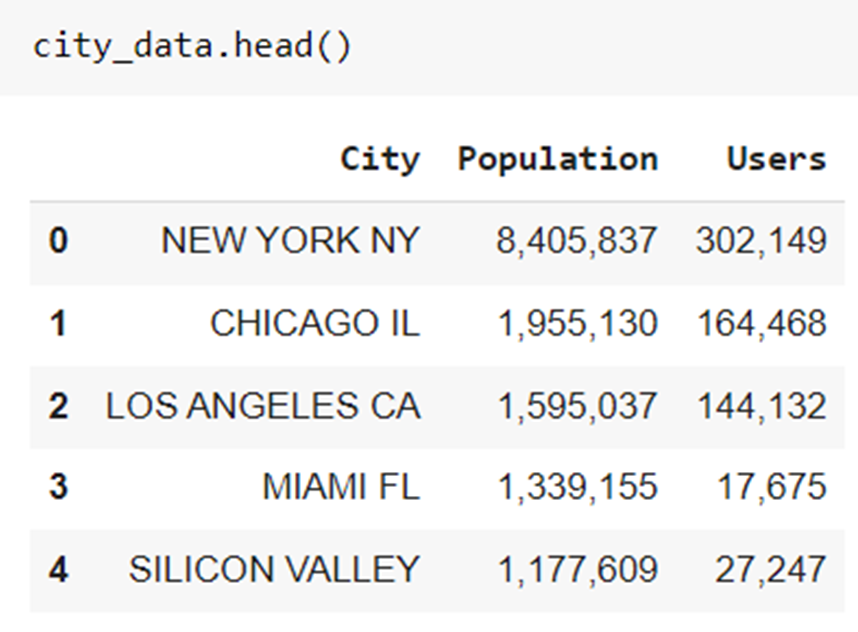 city_data.head()
City Population Users
0 NEW YORK NY 8,405,837 302,149
1 CHICAGO IL 1,955,130 164,468
2 LOS ANGELES CA 1,595,037 144,132
3 MIAMI FL 1,339,155 17,675
4 SILICON VALLEY 1,177,609 27,247